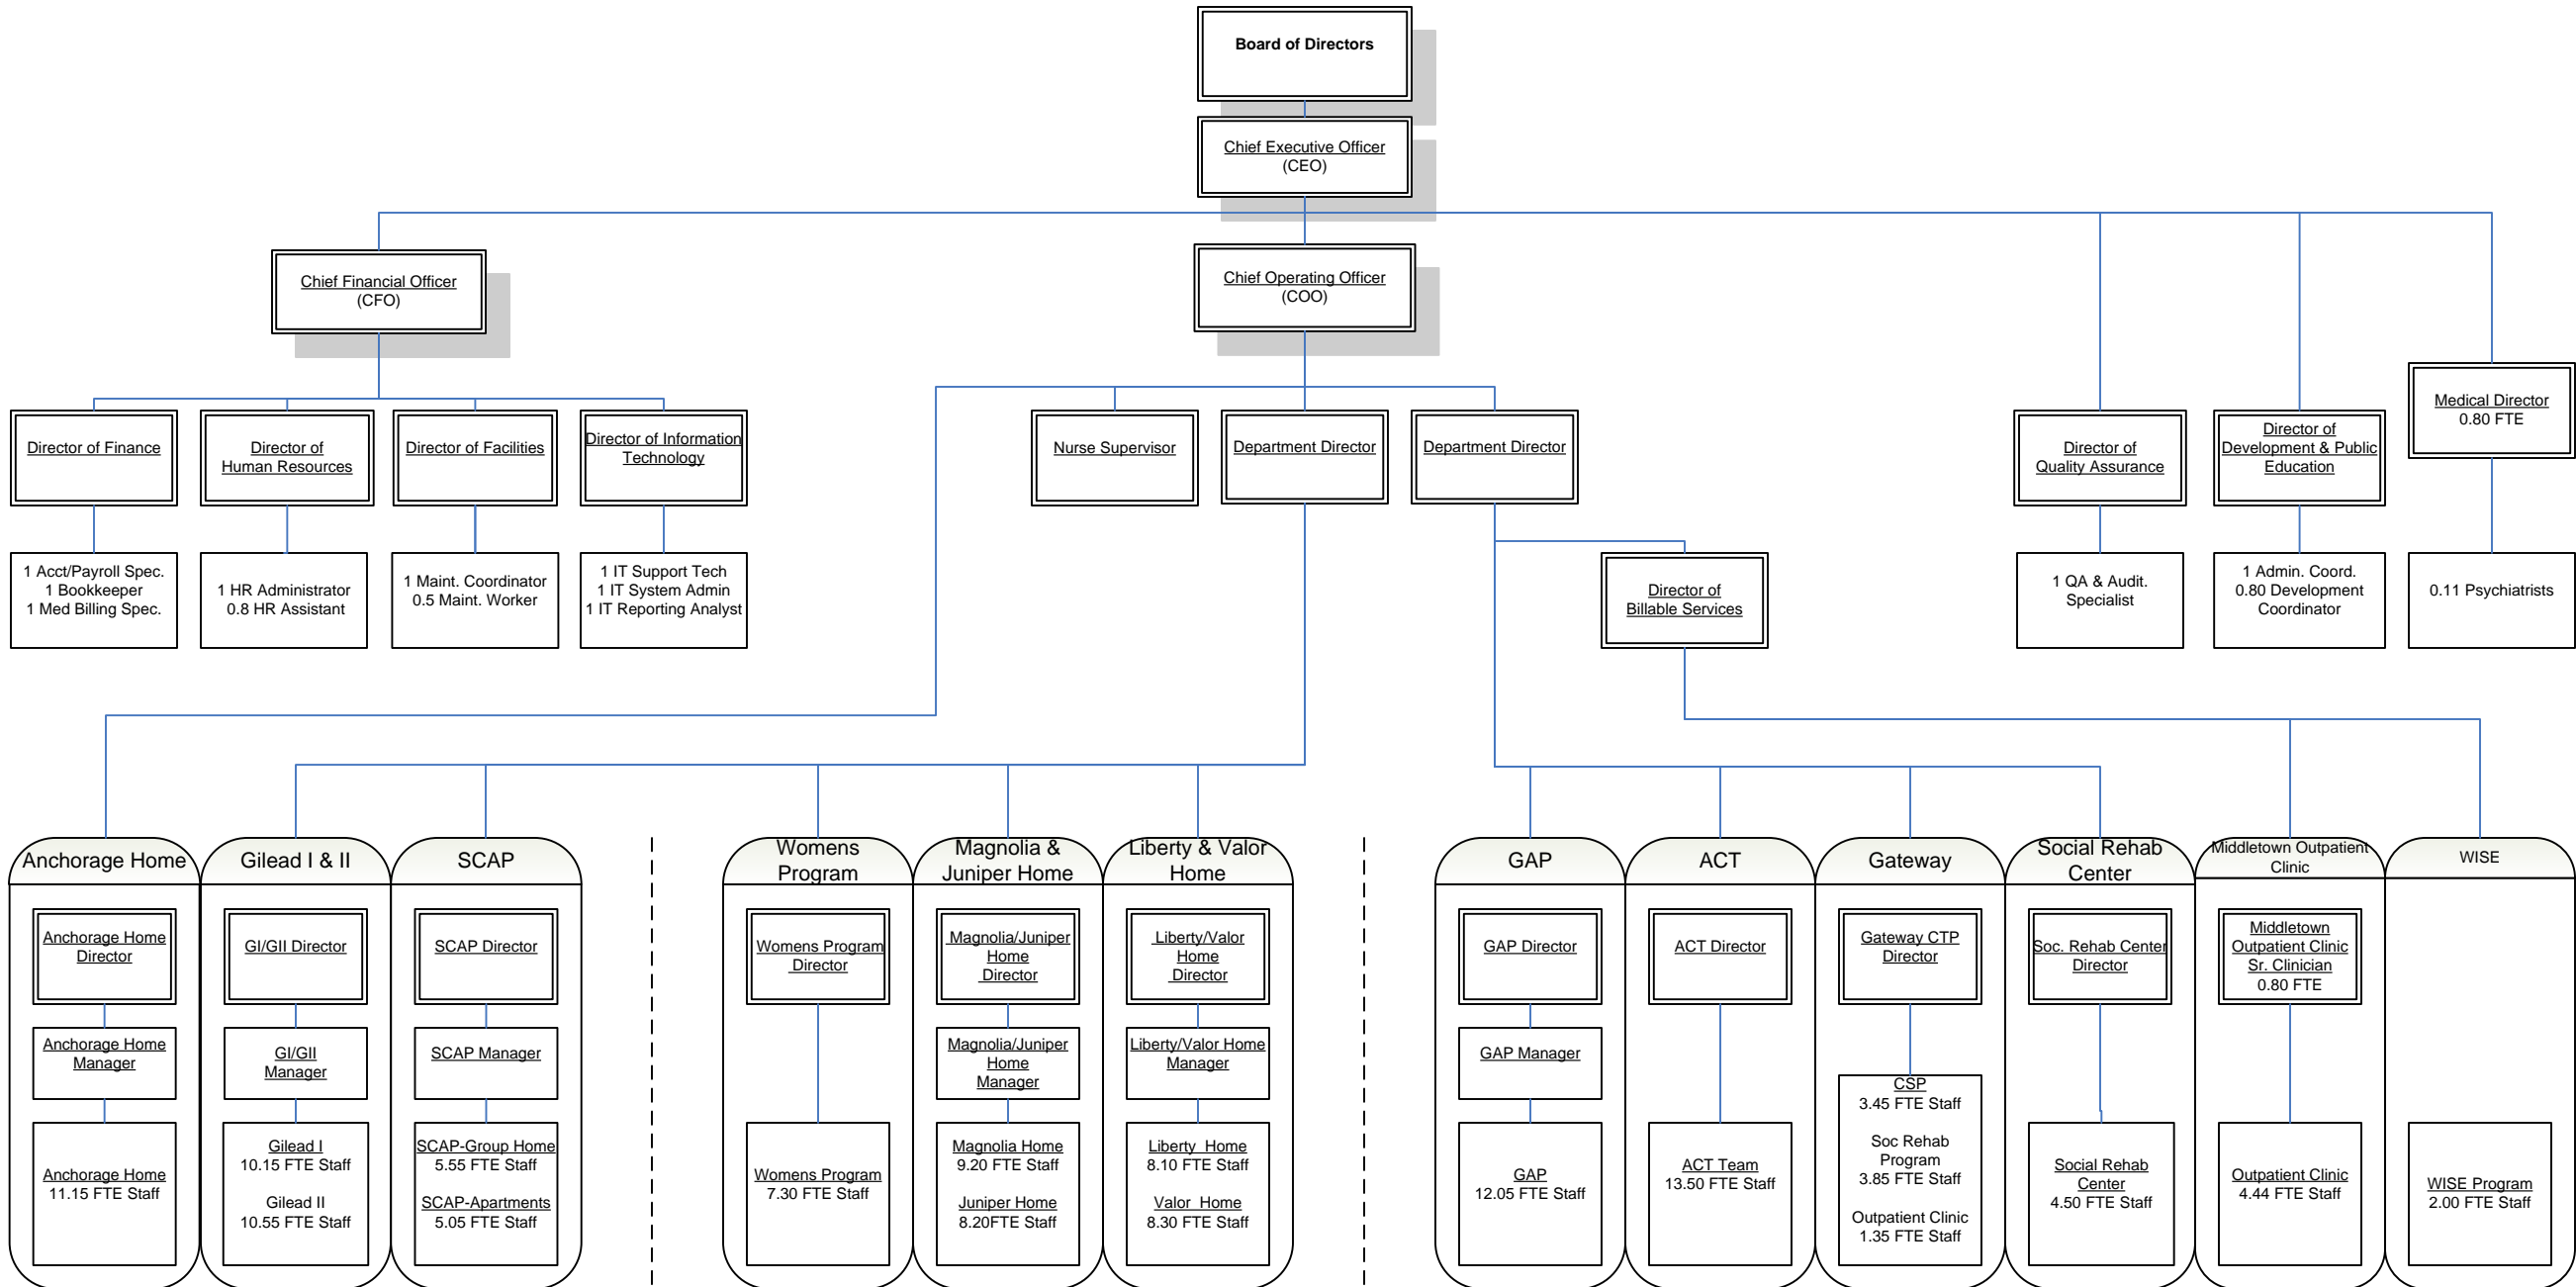 Board of Directors
Chief Executive Officer
(CEO)
Chief Financial Officer
(CFO)
Chief Operating Officer
(COO)
Director of Finance
Director of
Human Resources
Director of Facilities
Director of Information
Technology
Nurse Supervisor
Department Director
Department Director
Director of
Quality Assurance
Director of
Development & Public
Education
Medical Director
0.80 FTE
1 Acct/Payroll Spec.
1 Bookkeeper
1 Med Billing Spec.
1 HR Administrator
0.8 HR Assistant
1 Maint. Coordinator
0.5 Maint. Worker
1 IT Support Tech
1 IT System Admin
1 IT Reporting Analyst
Director of
Billable Services
1 QA & Audit.
Specialist
1 Admin. Coord.
0.80 Development
Coordinator
0.11 Psychiatrists
Anchorage Home
Gilead I & II
SCAP
Womens
Program
Magnolia &
Juniper Home
Liberty & Valor
Home
GAP
ACT
Gateway
Social Rehab
Center
Middletown Outpatient
Clinic
WISE
Anchorage Home
Director
GI/GII Director
SCAP Director
Womens Program
Director
Magnolia/Juniper
Home
Director
Liberty/Valor
Home
Director
GAP Director
ACT Director
Gateway CTP
Director
Soc. Rehab Center
Director
Middletown
Outpatient Clinic
Sr. Clinician
0.80 FTE
Anchorage Home
Manager
GI/GII
Manager
SCAP Manager
Magnolia/Juniper
Home
Manager
Liberty/Valor Home
Manager
GAP Manager
Anchorage Home
11.15 FTE Staff
Gilead I
10.15 FTE Staff
Gilead II
10.55 FTE Staff
SCAP-Group Home
5.55 FTE Staff
SCAP-Apartments
5.05 FTE Staff
Womens Program
7.30 FTE Staff
Magnolia Home
9.20 FTE Staff
Juniper Home
8.20FTE Staff
Liberty Home
8.10 FTE Staff
Valor Home
8.30 FTE Staff
GAP
12.05 FTE Staff
ACT Team
13.50 FTE Staff
CSP
3.45 FTE Staff
Soc Rehab
Program
3.85 FTE Staff
Outpatient Clinic
1.35 FTE Staff
Social Rehab
Center
4.50 FTE Staff
Outpatient Clinic
4.44 FTE Staff
WISE Program
2.00 FTE Staff